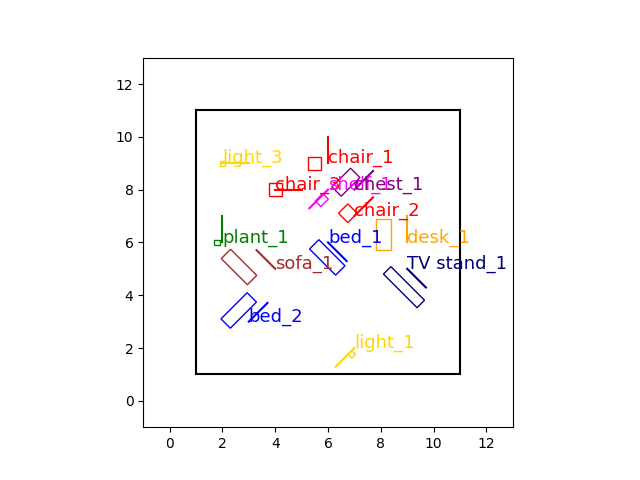 12
10
8
6
4
2
0
light_3
chair_1
chair_3
shelf_1
chest_1
chair_2
plant_1
bed_1
desk_1
sofa_1
TV stand_1
bed_2
light_1
0 2 4 6 8 10 12